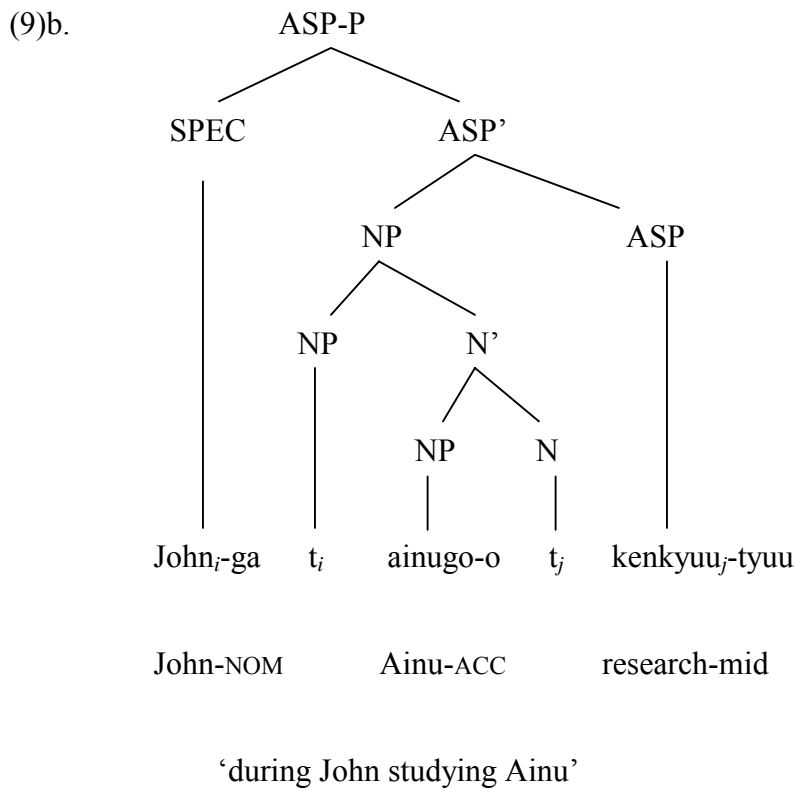 (9)b. ASP-P
SPEC ASP’
NP ASP
NP N’
NP N
Johnᵢ-ga tᵢ ainugo-o tⱼ kenkyuuⱼ-tyuu
John-NOM Ainu-ACC research-mid
‘during John studying Ainu’